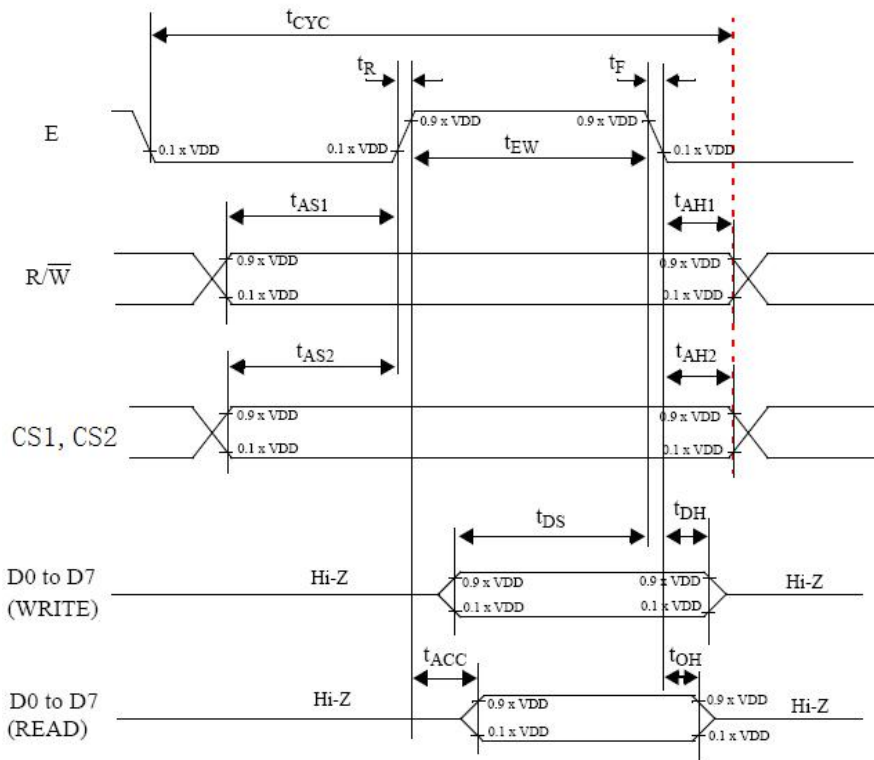 tCYC
tR
tF
E
0.9 x VDD
0.9 x VDD
0.1 x VDD
0.1 x VDD
tEW
0.1 x VDD
tAS1
tAH1
R/W̅
0.9 x VDD
0.9 x VDD
0.1 x VDD
0.1 x VDD
tAS2
tAH2
CS1, CS2
0.9 x VDD
0.9 x VDD
0.1 x VDD
0.1 x VDD
tDS
tDH
D0 to D7
(WRITE)
Hi-Z
0.9 x VDD
0.9 x VDD
Hi-Z
0.1 x VDD
0.1 x VDD
tACC
tOH
D0 to D7
(READ)
Hi-Z
0.9 x VDD
0.9 x VDD
Hi-Z
0.1 x VDD
0.1 x VDD